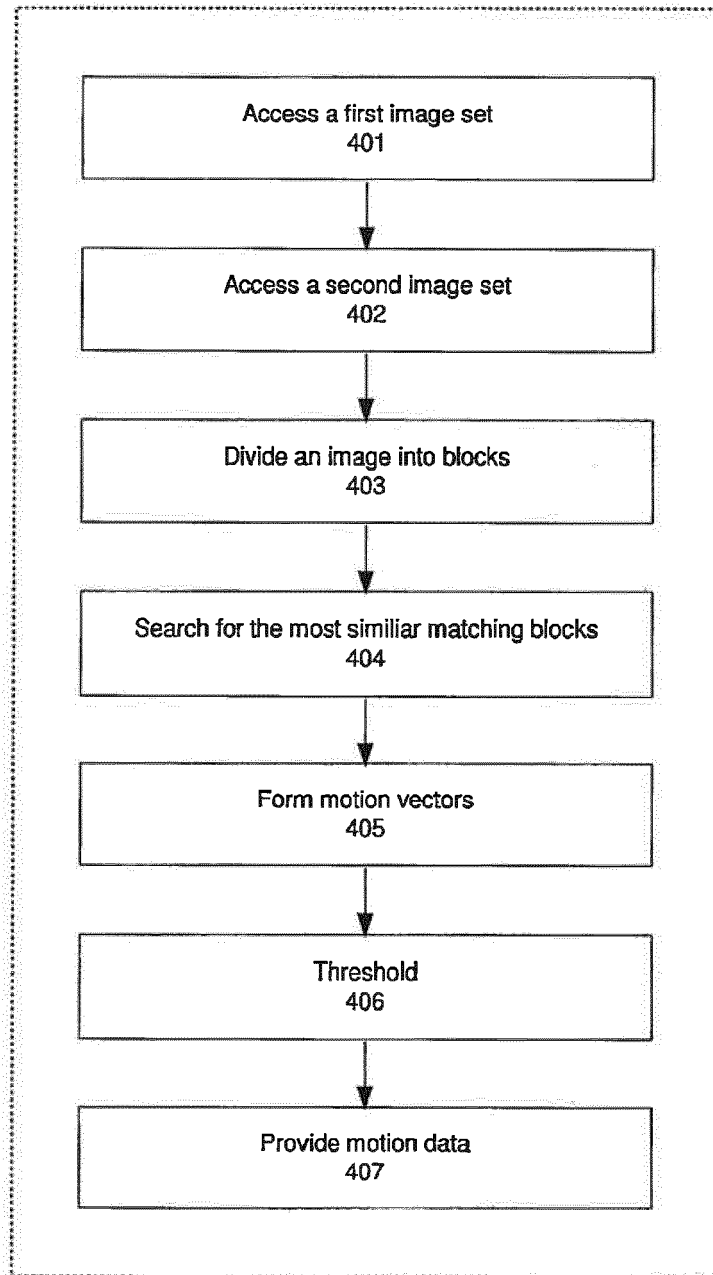 Access a first image set
401
Access a second image set
402
Divide an image into blocks
403
Search for the most similiar matching blocks
404
Form motion vectors
405
Threshold
406
Provide motion data
407